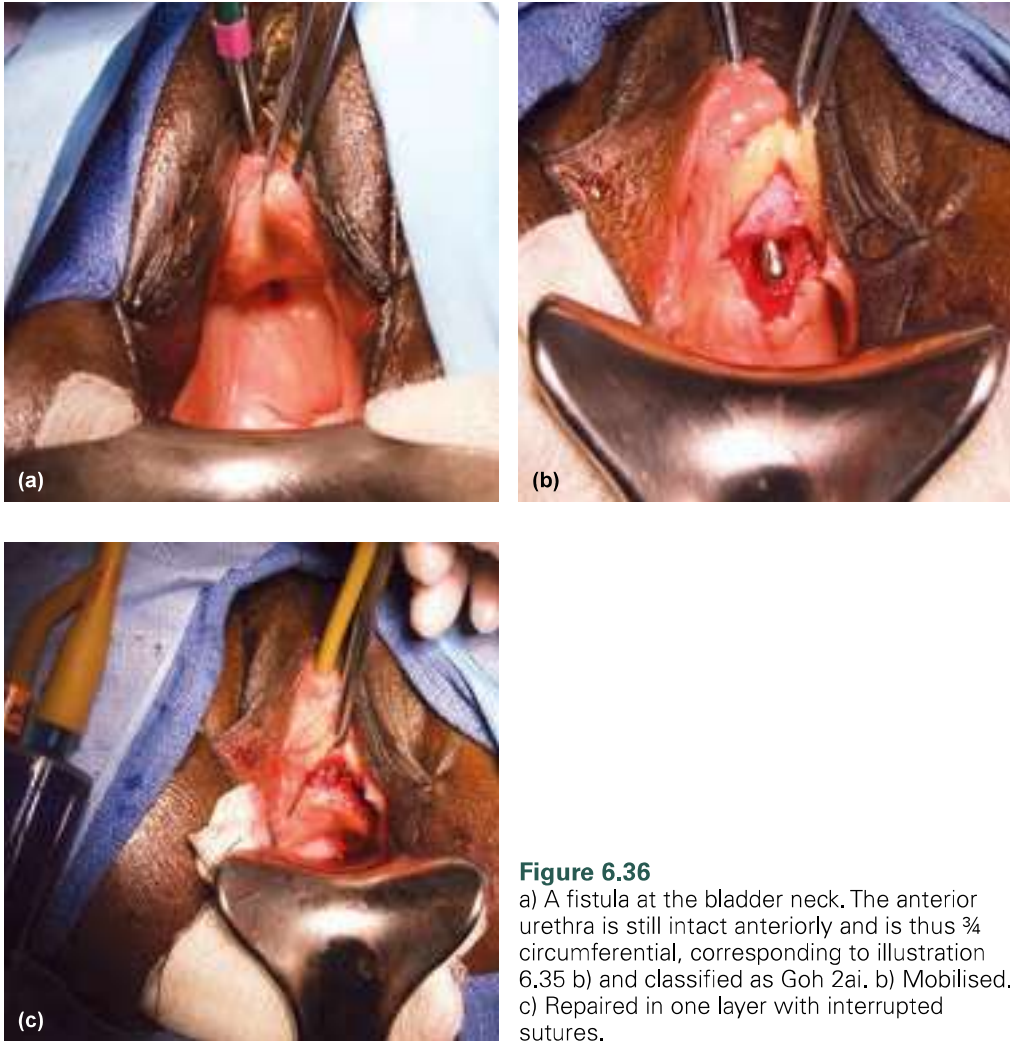 (a)
(b)
(c)
Figure 6.36
a) A fistula at the bladder neck. The anterior
urethra is still intact anteriorly and is thus ¾
circumferential, corresponding to illustration
6.35 b) and classified as Goh 2ai. b) Mobilised.
c) Repaired in one layer with interrupted
sutures.